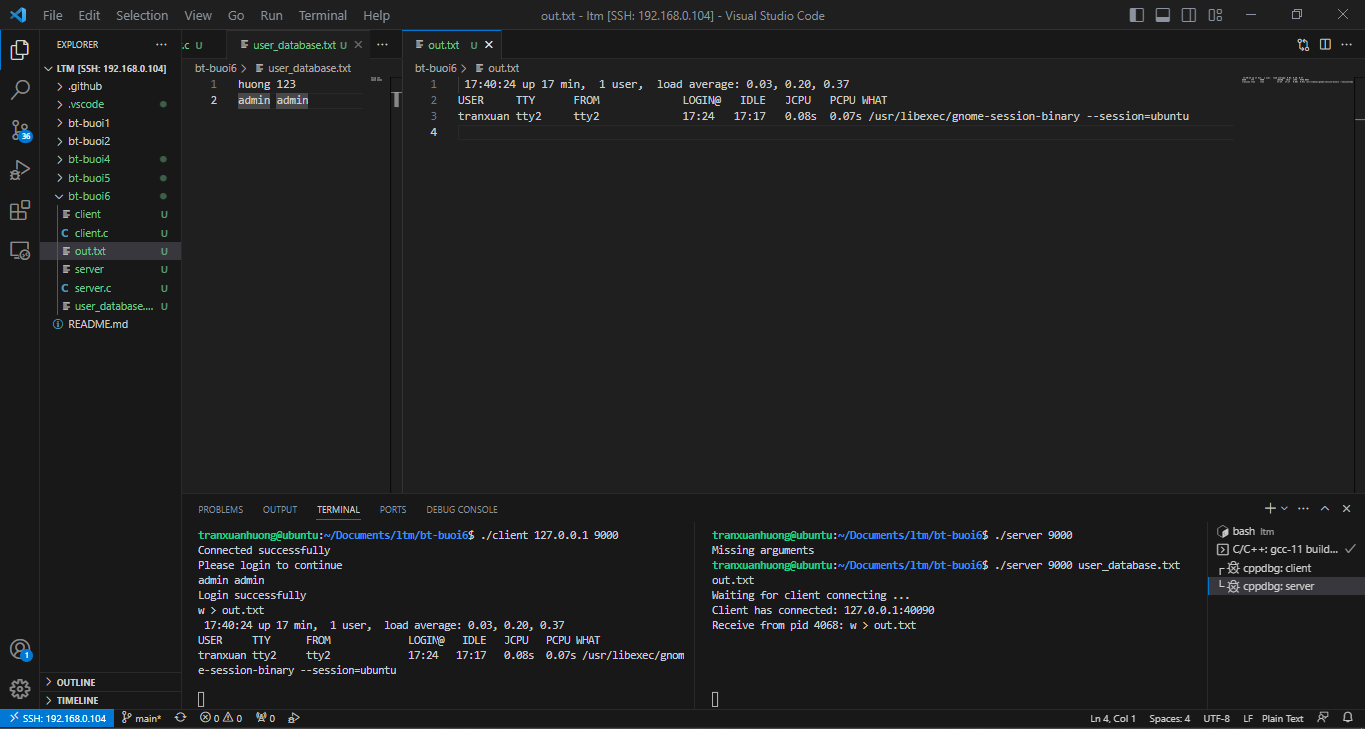 File Edit Selection View Go Run Terminal Help out.txt - ltm [SSH: 192.168.0.104] - Visual Studio Code
EXPLORER
LTM [SSH: 192.168.0.104]
.github
.vscode
bt-buoi1
bt-buoi2
bt-buoi4
bt-buoi5
bt-buoi6
client U
client.c U
out.txt U
server U
server.c U
user_database.... U
README.md
OUTLINE
TIMELINE
36
1
.c U user_database.txt U
bt-buoi6 > user_database.txt
1 huong 123
2 admin admin
out.txt U
bt-buoi6 > out.txt
1 17:40:24 up 17 min, 1 user, load average: 0.03, 0.20, 0.37
2 USER TTY FROM LOGIN@ IDLE JCPU PCPU WHAT
3 tranxuan tty2 tty2 17:24 17:17 0.08s 0.07s /usr/libexec/gnome-session-binary --session=ubuntu
4
PROBLEMS OUTPUT TERMINAL PORTS DEBUG CONSOLE
tranxuanhuong@ubuntu:~/Documents/ltm/bt-buoi6$ ./client 127.0.0.1 9000
Connected successfully
Please login to continue
admin admin
Login successfully
w > out.txt
17:40:24 up 17 min, 1 user, load average: 0.03, 0.20, 0.37
USER TTY FROM LOGIN@ IDLE JCPU PCPU WHAT
tranxuan tty2 tty2 17:24 17:17 0.08s 0.07s /usr/libexec/gnom
e-session-binary --session=ubuntu
tranxuanhuong@ubuntu:~/Documents/ltm/bt-buoi6$ ./server 9000
Missing arguments
tranxuanhuong@ubuntu:~/Documents/ltm/bt-buoi6$ ./server 9000 user_database.txt
out.txt
Waiting for client connecting ...
Client has connected: 127.0.0.1:40090
Receive from pid 4068: w > out.txt
bash ltm
C/C++: gcc-11 build...
cppdbg: client
cppdbg: server
SSH: 192.168.0.104 main* 0 0 0 Ln 4, Col 1 Spaces: 4 UTF-8 LF Plain Text